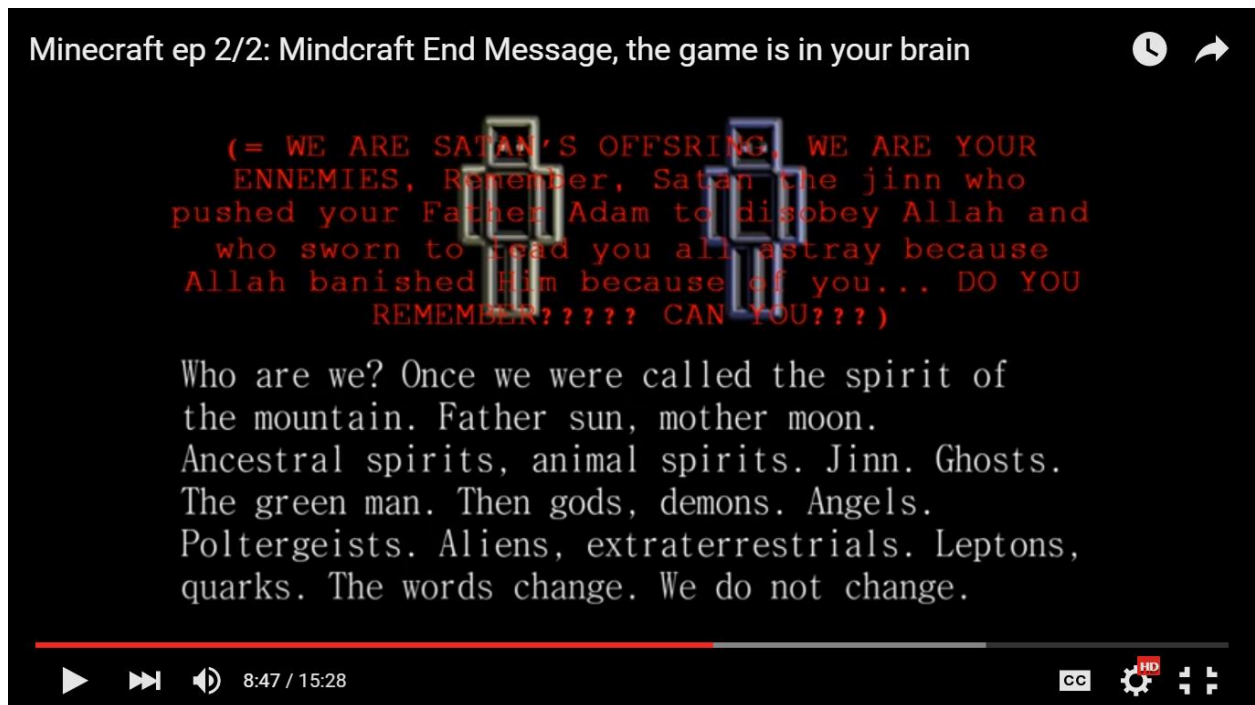 Minecraft ep 2/2: Mindcraft End Message, the game is in your brain
(= WE ARE SATAN'S OFFSRING, WE ARE YOUR
ENNEMIES, Remember, Satan the jinn who
pushed your Father Adam to disobey Allah and
who sworn to lead you all astray because
Allah banished Him because of you... DO YOU
REMEMBER????? CAN YOU???)
Who are we? Once we were called the spirit of
the mountain. Father sun, mother moon.
Ancestral spirits, animal spirits. Jinn. Ghosts.
The green man. Then gods, demons. Angels.
Poltergeists. Aliens, extraterrestrials. Leptons,
quarks. The words change. We do not change.
8:47 / 15:28
CC
HD